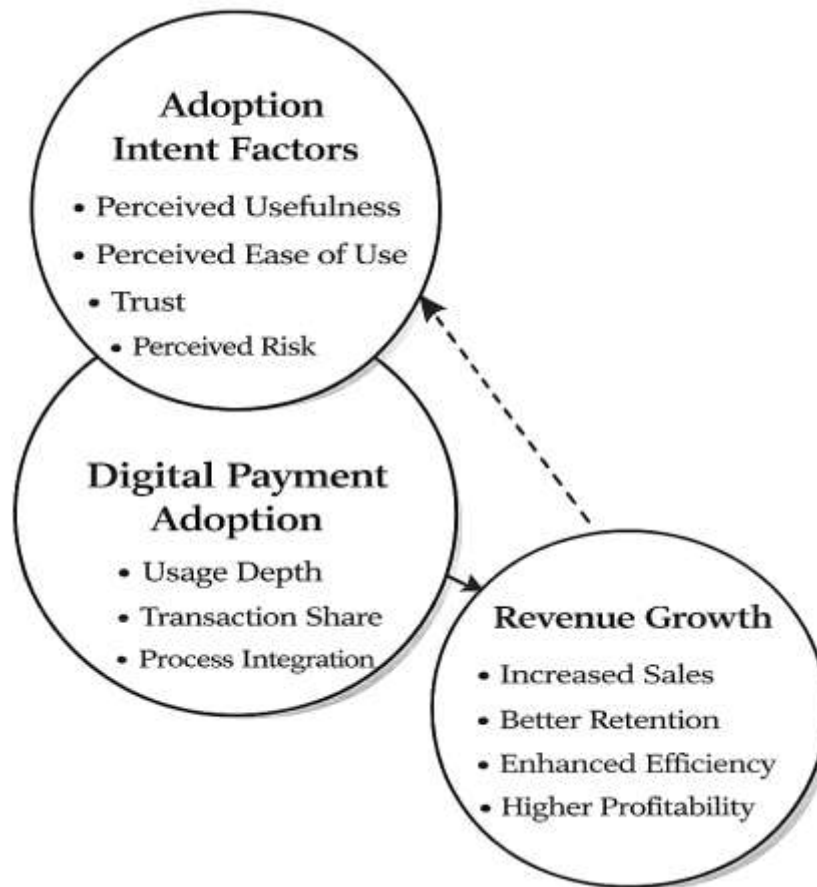 Adoption
Intent Factors
• Perceived Usefulness
• Perceived Ease of Use
• Trust
• Perceived Risk
Digital Payment
Adoption
• Usage Depth
• Transaction Share
• Process Integration
Revenue Growth
• Increased Sales
• Better Retention
• Enhanced Efficiency
• Higher Profitability